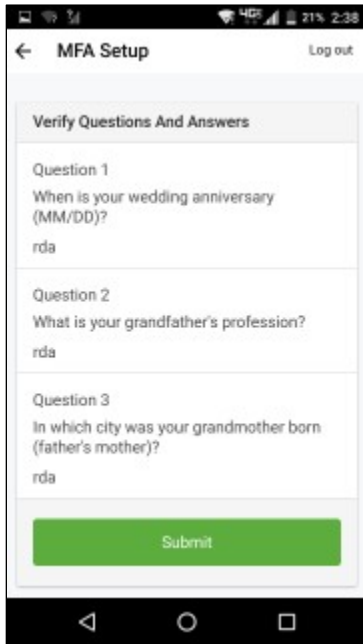 4G 21% 2:38
MFA Setup Log out
Verify Questions And Answers
Question 1
When is your wedding anniversary
(MM/DD)?
rda
Question 2
What is your grandfather's profession?
rda
Question 3
In which city was your grandmother born
(father's mother)?
rda
Submit